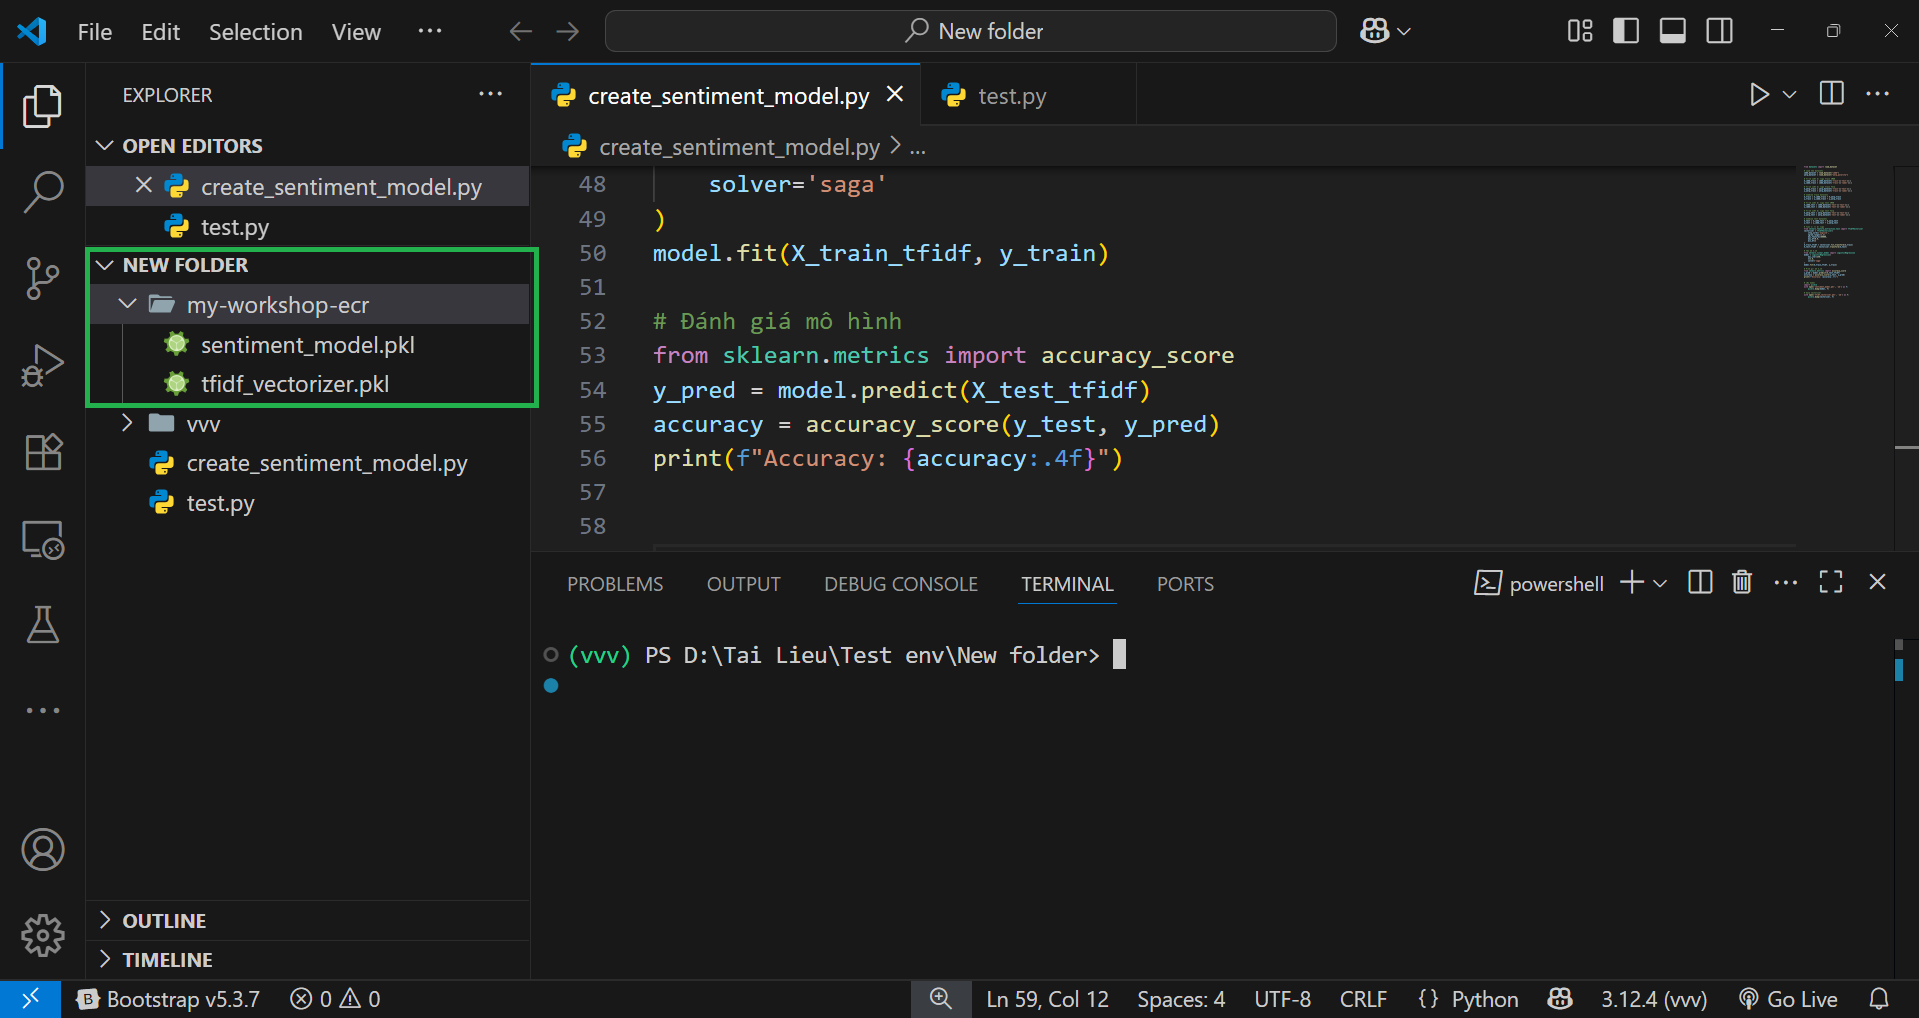 File Edit Selection View ··· New folder
EXPLORER ···
OPEN EDITORS
create_sentiment_model.py
test.py
NEW FOLDER
my-workshop-ecr
sentiment_model.pkl
tfidf_vectorizer.pkl
vvv
create_sentiment_model.py
test.py
OUTLINE
TIMELINE
create_sentiment_model.py test.py
create_sentiment_model.py > ...
48 solver='saga'
49 )
50 model.fit(X_train_tfidf, y_train)
51
52 # Đánh giá mô hình
53 from sklearn.metrics import accuracy_score
54 y_pred = model.predict(X_test_tfidf)
55 accuracy = accuracy_score(y_test, y_pred)
56 print(f"Accuracy: {accuracy:.4f}")
57
58
PROBLEMS OUTPUT DEBUG CONSOLE TERMINAL PORTS powershell
(vvv) PS D:\Tai Lieu\Test env\New folder>
Bootstrap v5.3.7 0 0 Ln 59, Col 12 Spaces: 4 UTF-8 CRLF {} Python 3.12.4 (vvv) Go Live